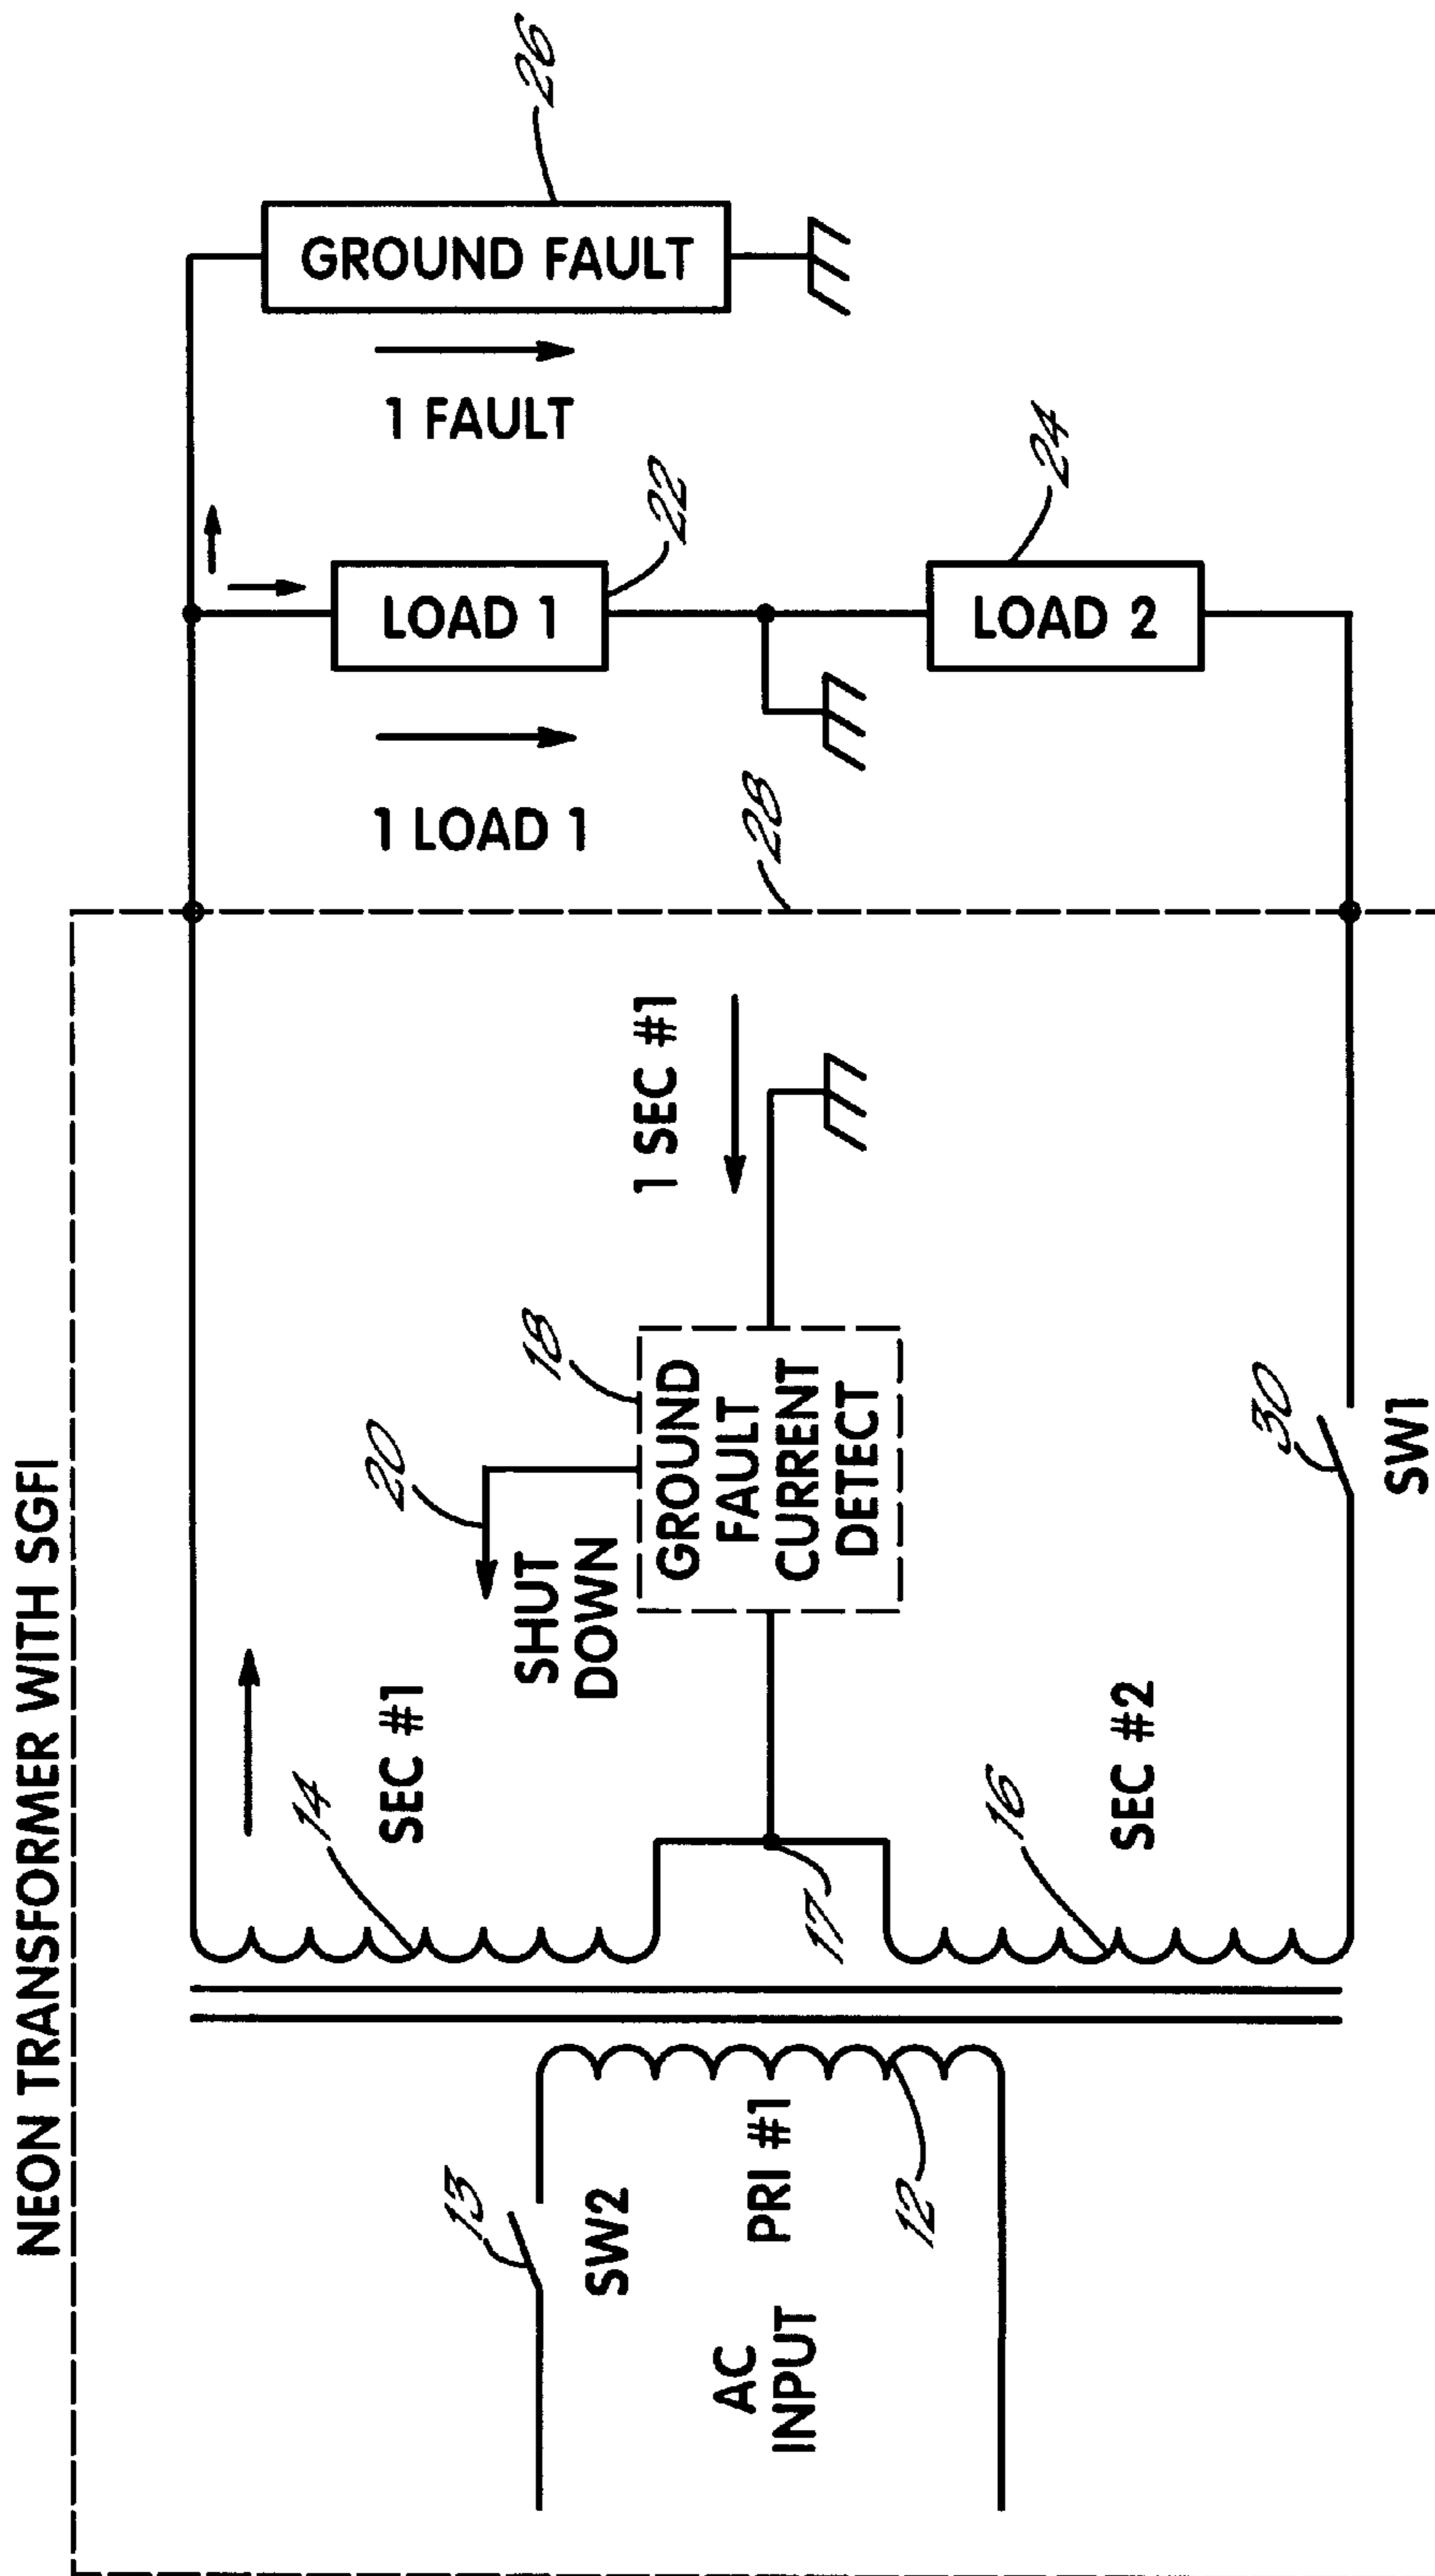 NEON TRANSFORMER WITH SGFI
13
SW2
AC
INPUT
PRI #1
12
14
SEC #1
17
16
SEC #2
20
SHUT
DOWN
18
GROUND
FAULT
CURRENT
DETECT
1 SEC #1
30
SW1
28
1 LOAD 1
LOAD 1
22
LOAD 2
24
1 FAULT
GROUND FAULT
26